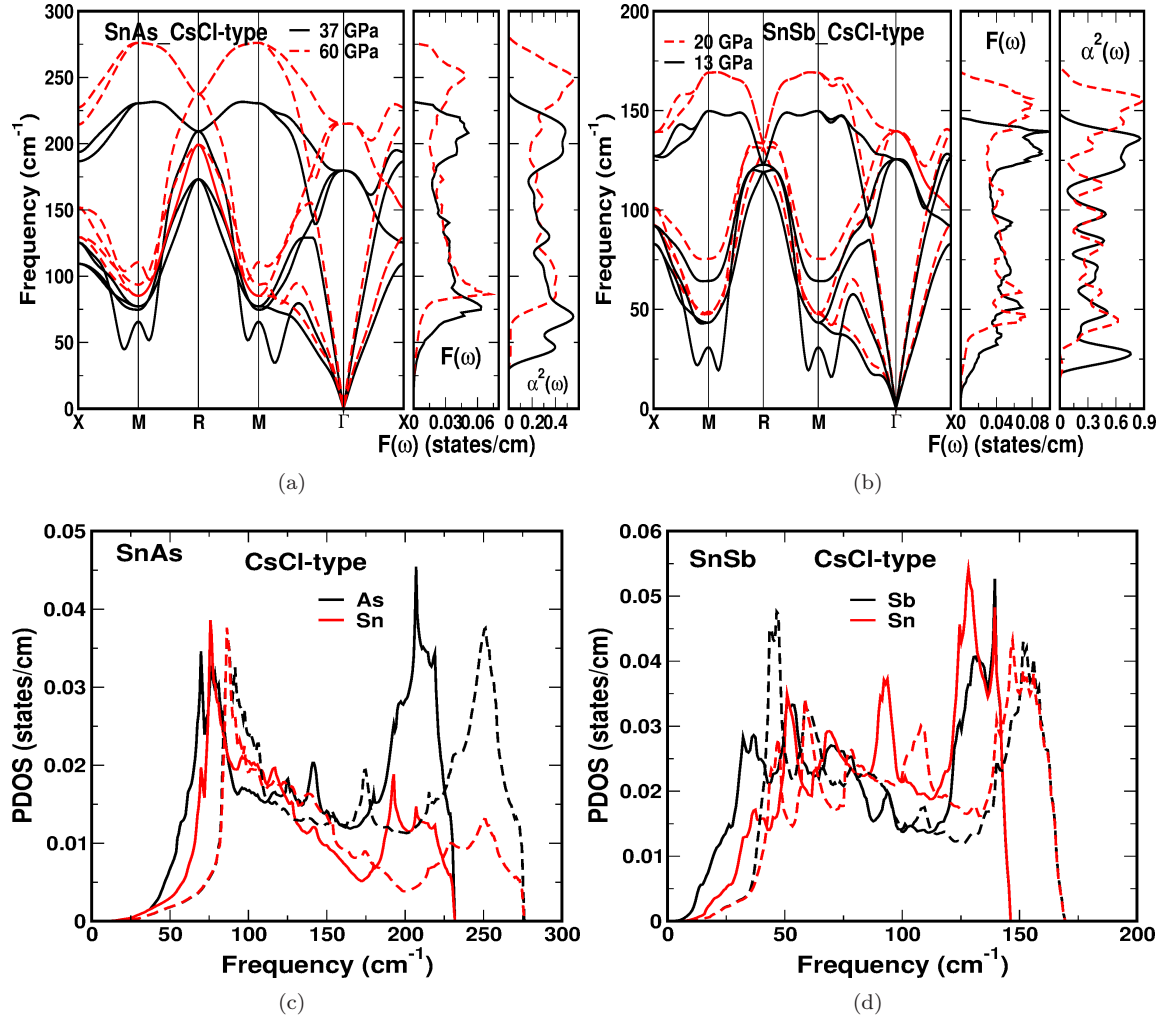 SnAs_CsCl-type
37 GPa
60 GPa
F(ω)
α²(ω)
Frequency (cm⁻¹)
300
250
200
150
100
50
0
X M R M Γ X
0 0.03 0.06
0 0.2 0.4
F(ω) (states/cm)
(a)
SnSb_CsCl-type
20 GPa
13 GPa
F(ω)
α²(ω)
Frequency (cm⁻¹)
200
150
100
50
0
X M R M Γ X
0 0.04 0.08
0 0.3 0.6 0.9
F(ω) (states/cm)
(b)
SnAs
CsCl-type
As
Sn
PDOS (states/cm)
0.05
0.04
0.03
0.02
0.01
0
0 50 100 150 200 250 300
Frequency (cm⁻¹)
(c)
SnSb
CsCl-type
Sb
Sn
PDOS (states/cm)
0.06
0.05
0.04
0.03
0.02
0.01
0
0 50 100 150 200
Frequency (cm⁻¹)
(d)